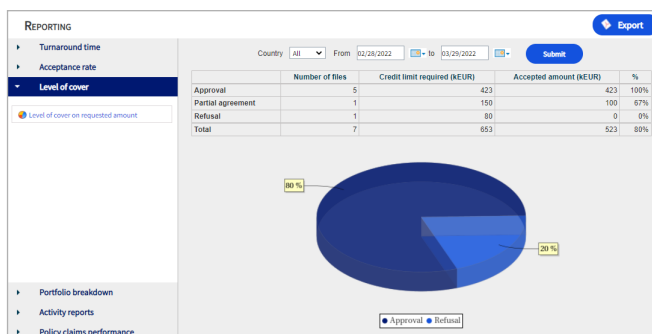 REPORTING
Export
Turnaround time
Acceptance rate
Level of cover
Level of cover on requested amount
Portfolio breakdown
Activity reports
Policy claims performance
Country All From 02/28/2022 to 03/29/2022 Submit
Number of files Credit limit required (kEUR) Accepted amount (kEUR) %
Approval 5 423 423 100%
Partial agreement 1 150 100 67%
Refusal 1 80 0 0%
Total 7 653 523 80%
80 %
20 %
Approval Refusal